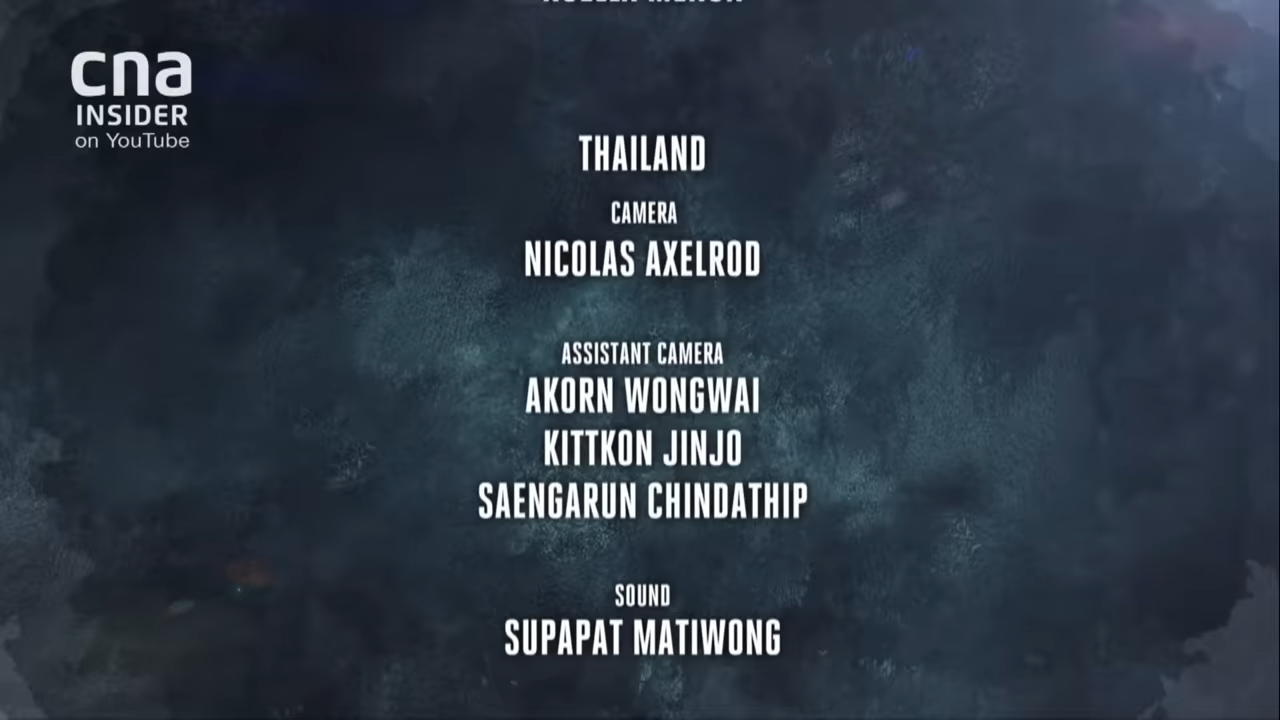 cna
INSIDER
on YouTube
THAILAND
CAMERA
NICOLAS AXELROD
ASSISTANT CAMERA
AKORN WONGWAI
KITTKON JINJO
SAENGARUN CHINDATHIP
SOUND
SUPAPAT MATIWONG